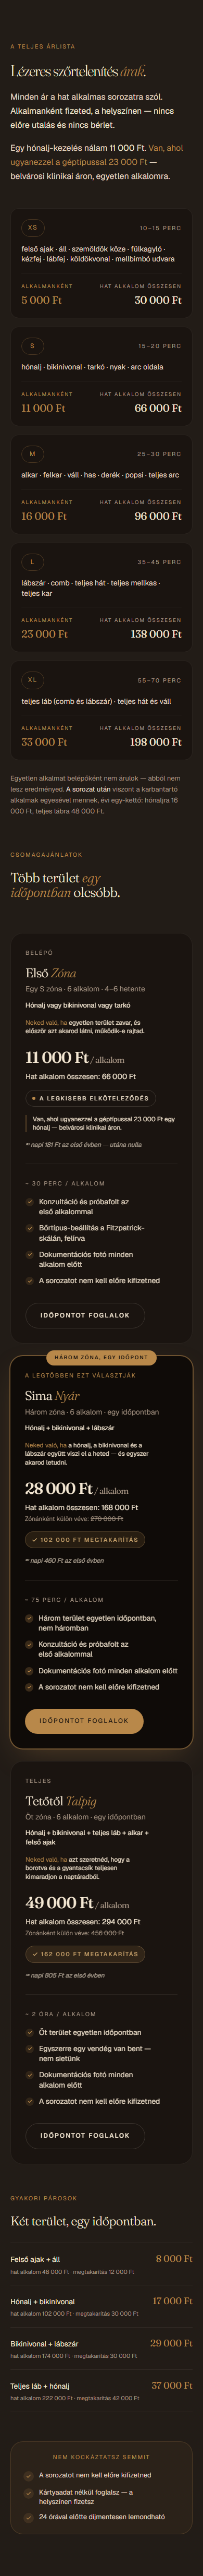 A TELJES ÁRLISTA
Lézeres szőrtelenítés árak.
Minden ár a hat alkalmas sorozatra szól.
Alkalmanként fizeted, a helyszínen — nincs
előre utalás és nincs bérlet.
Egy hónalj-kezelés nálam 11 000 Ft. Van, ahol
ugyanezzel a géptípussal 23 000 Ft —
belvárosi klinikai áron, egyetlen alkalomra.
XS
10–15 PERC
felső ajak · áll · szemöldök köze · fülkagyló ·
kézfej · lábfej · köldökvonal · mellbimbó udvara
ALKALMANKÉNT
HAT ALKALOM ÖSSZESEN
5 000 Ft
30 000 Ft
S
15–20 PERC
hónalj · bikinivonal · tarkó · nyak · arc oldala
ALKALMANKÉNT
HAT ALKALOM ÖSSZESEN
11 000 Ft
66 000 Ft
M
25–30 PERC
alkar · felkar · váll · has · derék · popsi · teljes arc
ALKALMANKÉNT
HAT ALKALOM ÖSSZESEN
16 000 Ft
96 000 Ft
L
35–45 PERC
lábszár · comb · teljes hát · teljes mellkas ·
teljes kar
ALKALMANKÉNT
HAT ALKALOM ÖSSZESEN
23 000 Ft
138 000 Ft
XL
55–70 PERC
teljes láb (comb és lábszár) · teljes hát és váll
ALKALMANKÉNT
HAT ALKALOM ÖSSZESEN
33 000 Ft
198 000 Ft
Egyetlen alkalmat belépőként nem árulok — abból nem
lesz eredményed. A sorozat után viszont a karbantartó
alkalmak egyesével mennek, évi egy-kettő: hónaljra 16
000 Ft, teljes lábra 48 000 Ft.
CSOMAGAJÁNLATOK
Több terület egy
időpontban olcsóbb.
BELÉPŐ
Első Zóna
Egy S zóna · 6 alkalom · 4–6 hetente
Hónalj vagy bikinivonal vagy tarkó
Neked való, ha egyetlen terület zavar, és
először azt akarod látni, működik-e rajtad.
11 000 Ft / alkalom
Hat alkalom összesen: 66 000 Ft
A LEGKISEBB ELKÖTELEZŐDÉS
Van, ahol ugyanezzel a géptípussal 23 000 Ft egy
hónalj — belvárosi klinikai áron.
≈ napi 181 Ft az első évben — utána nulla
~ 30 PERC / ALKALOM
Konzultáció és próbafolt az
első alkalommal
Bőrtípus-beállítás a Fitzpatrick-
skálán, felírva
Dokumentációs fotó minden
alkalom előtt
A sorozatot nem kell előre kifizetned
IDŐPONTOT FOGLALOK
HÁROM ZÓNA, EGY IDŐPONT
A LEGTÖBBEN EZT VÁLASZTJÁK
Sima Nyár
Három zóna · 6 alkalom · egy időpontban
Hónalj + bikinivonal + lábszár
Neked való, ha a hónalj, a bikinivonal és a
lábszár együtt viszi el a heted — és egyszer
akarod letudni.
28 000 Ft / alkalom
Hat alkalom összesen: 168 000 Ft
Zónánként külön véve: 270 000 Ft
✓ 102 000 FT MEGTAKARÍTÁS
≈ napi 460 Ft az első évben
~ 75 PERC / ALKALOM
Három terület egyetlen időpontban,
nem háromban
Konzultáció és próbafolt az
első alkalommal
Dokumentációs fotó minden alkalom előtt
A sorozatot nem kell előre kifizetned
IDŐPONTOT FOGLALOK
TELJES
Tetőtől Talpig
Öt zóna · 6 alkalom · egy időpontban
Hónalj + bikinivonal + teljes láb + alkar +
felső ajak
Neked való, ha azt szeretnéd, hogy a
borotva és a gyantacsík teljesen
kimaradjon a naptáradból.
49 000 Ft / alkalom
Hat alkalom összesen: 294 000 Ft
Zónánként külön véve: 456 000 Ft
✓ 162 000 FT MEGTAKARÍTÁS
≈ napi 805 Ft az első évben
~ 2 ÓRA / ALKALOM
Öt terület egyetlen időpontban
Egyszerre egy vendég van bent —
nem sietünk
Dokumentációs fotó minden
alkalom előtt
A sorozatot nem kell előre kifizetned
IDŐPONTOT FOGLALOK
GYAKORI PÁROSOK
Két terület, egy időpontban.
Felső ajak + áll
8 000 Ft
hat alkalom 48 000 Ft · megtakarítás 12 000 Ft
Hónalj + bikinivonal
17 000 Ft
hat alkalom 102 000 Ft · megtakarítás 30 000 Ft
Bikinivonal + lábszár
29 000 Ft
hat alkalom 174 000 Ft · megtakarítás 30 000 Ft
Teljes láb + hónalj
37 000 Ft
hat alkalom 222 000 Ft · megtakarítás 42 000 Ft
NEM KOCKÁZTATSZ SEMMIT
A sorozatot nem kell előre kifizetned
Kártyaadat nélkül foglalsz — a
helyszínen fizetsz
24 órával előtte díjmentesen lemondható